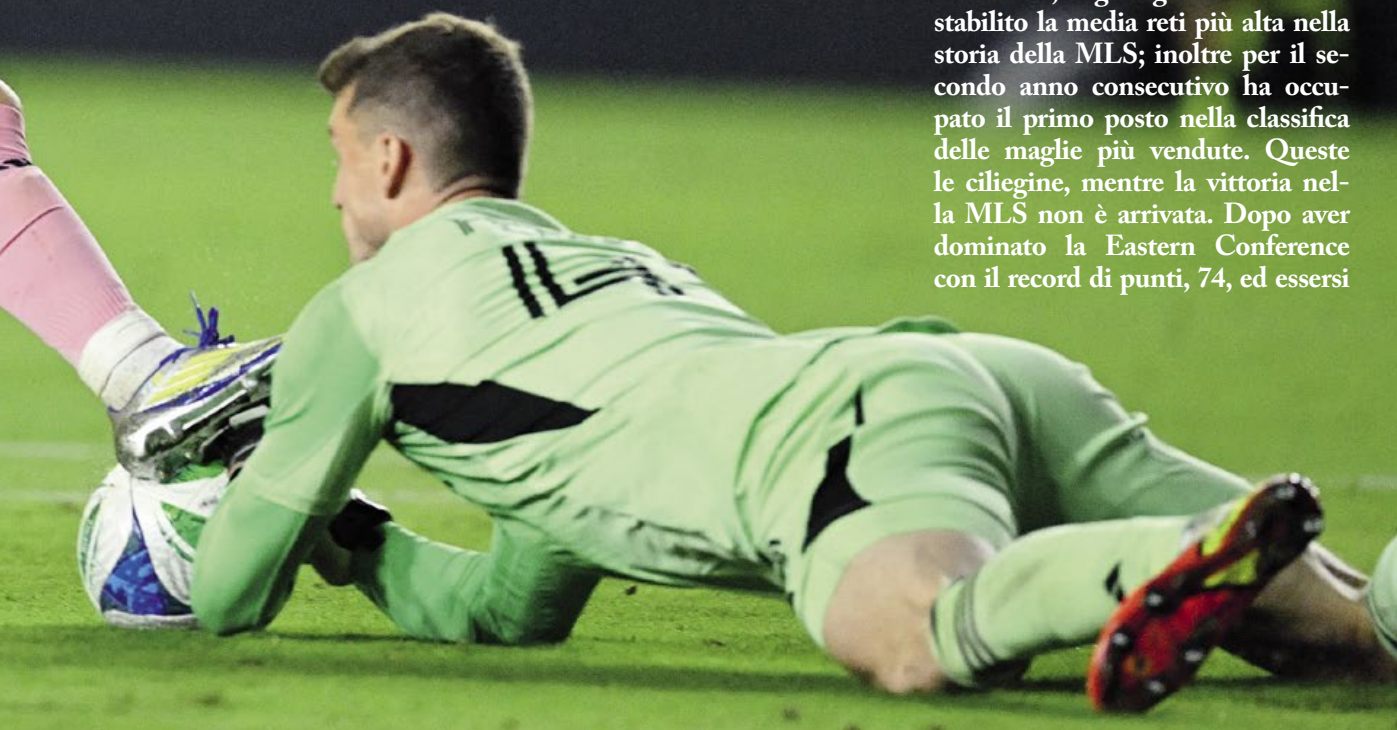 stabilito la media reti più alta nella
storia della MLS; inoltre per il se-
condo anno consecutivo ha occu-
pato il primo posto nella classifica
delle maglie più vendute. Queste
le ciliegine, mentre la vittoria nel-
la MLS non è arrivata. Dopo aver
dominato la Eastern Conference
con il record di punti, 74, ed essersi